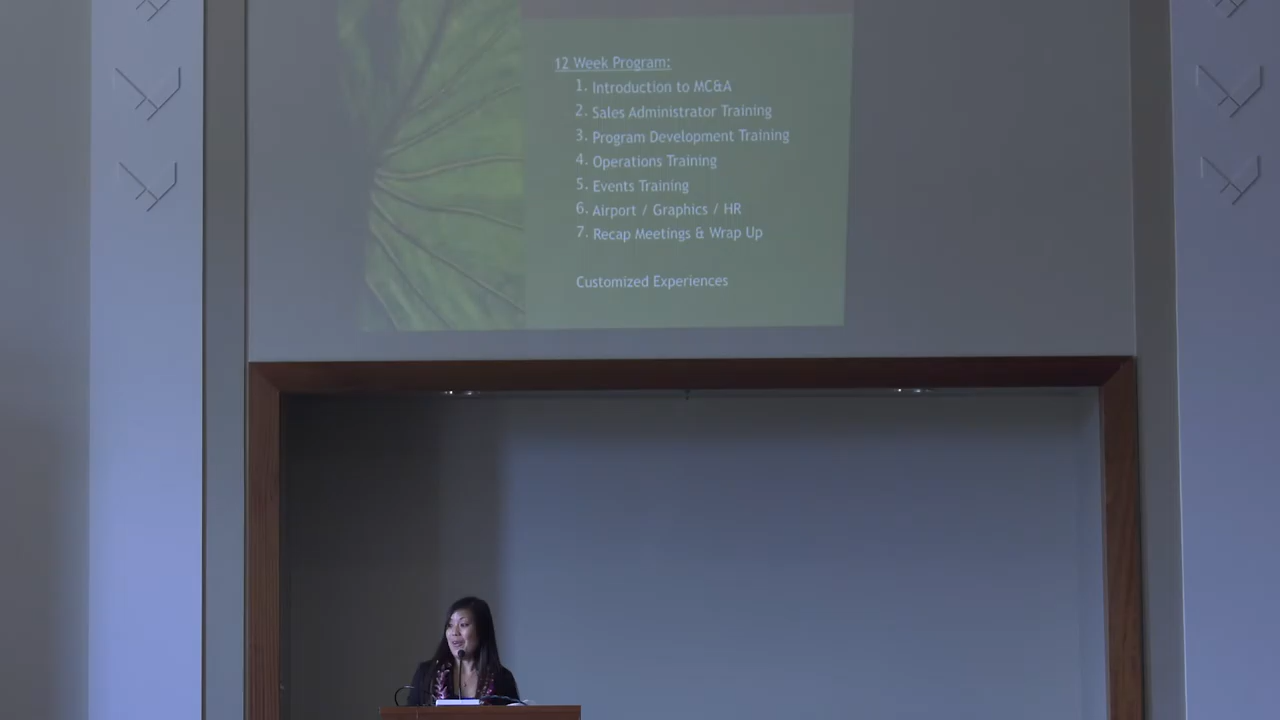 12 Week Program:
1. Introduction to MC&A
2. Sales Administrator Training
3. Program Development Training
4. Operations Training
5. Events Training
6. Airport / Graphics / HR
7. Recap Meetings & Wrap Up
Customized Experiences